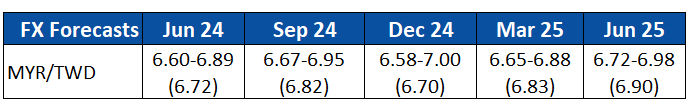 FX Forecasts Jun 24 Sep 24 Dec 24 Mar 25 Jun 25
MYR/TWD 6.60-6.89 6.67-6.95 6.58-7.00 6.65-6.88 6.72-6.98
(6.72) (6.82) (6.70) (6.83) (6.90)